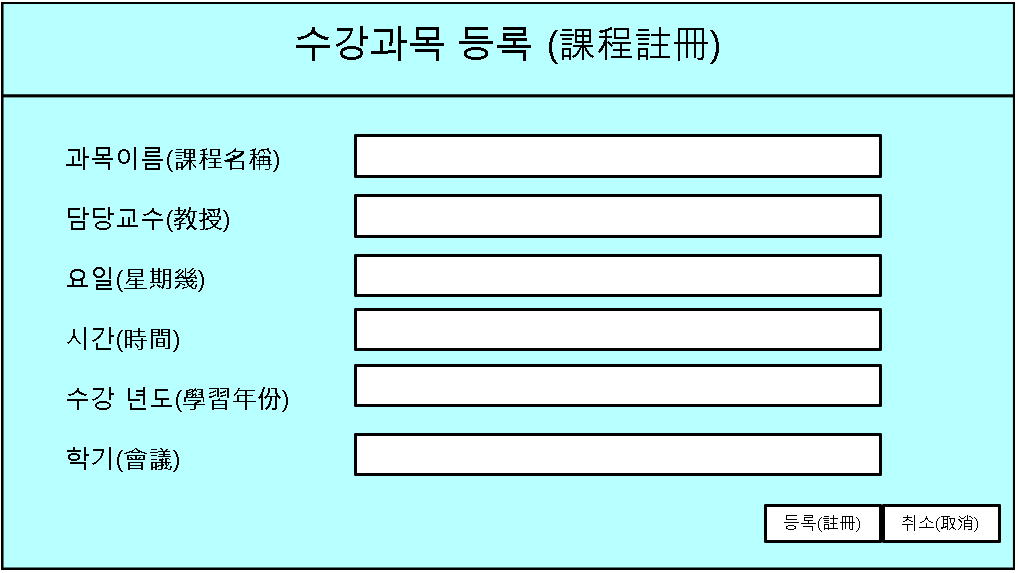 수강과목 등록 (課程註冊)
과목이름(課程名稱)
담당교수(教授)
요일(星期幾)
시간(時間)
수강 년도(學習年份)
학기(會議)
등록(註冊) 취소(取消)